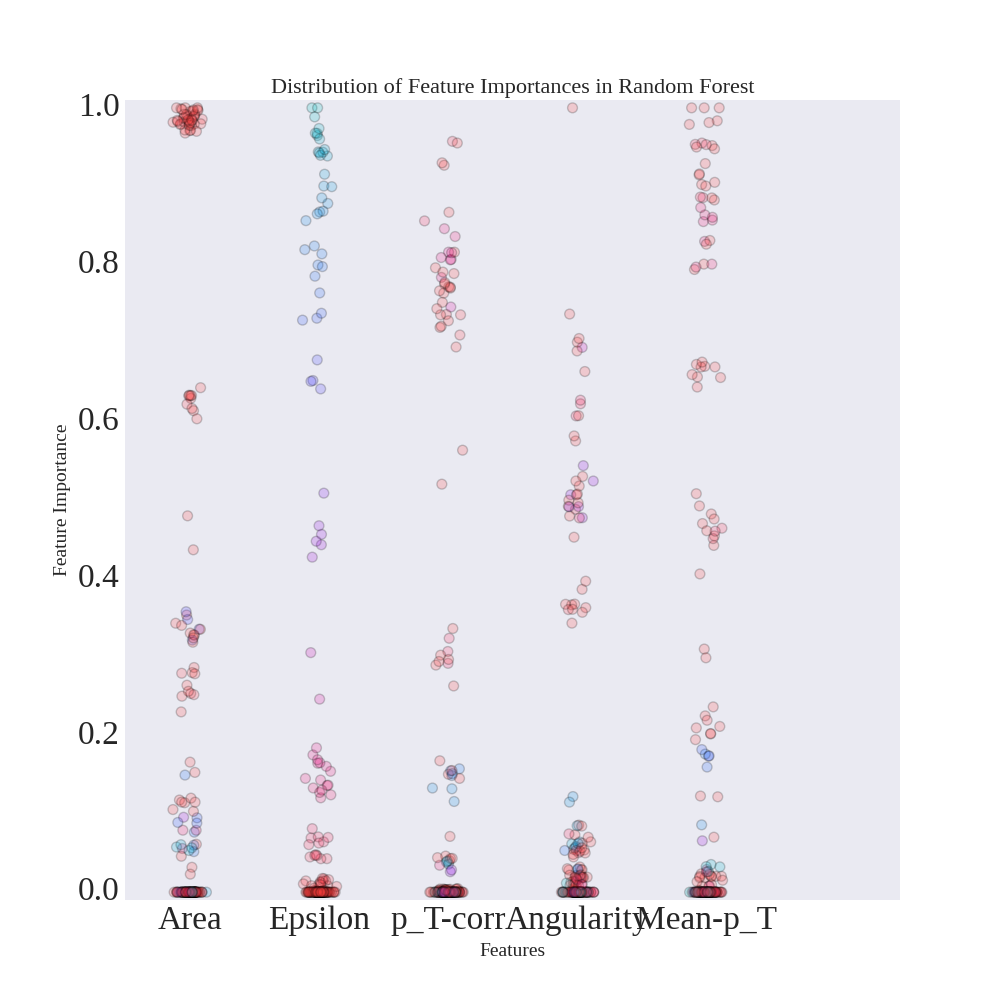 Distribution of Feature Importances in Random Forest
1.0
0.8
0.6
0.4
0.2
0.0
Feature Importance
Area Epsilon p_T-corr Angularity Mean-p_T
Features